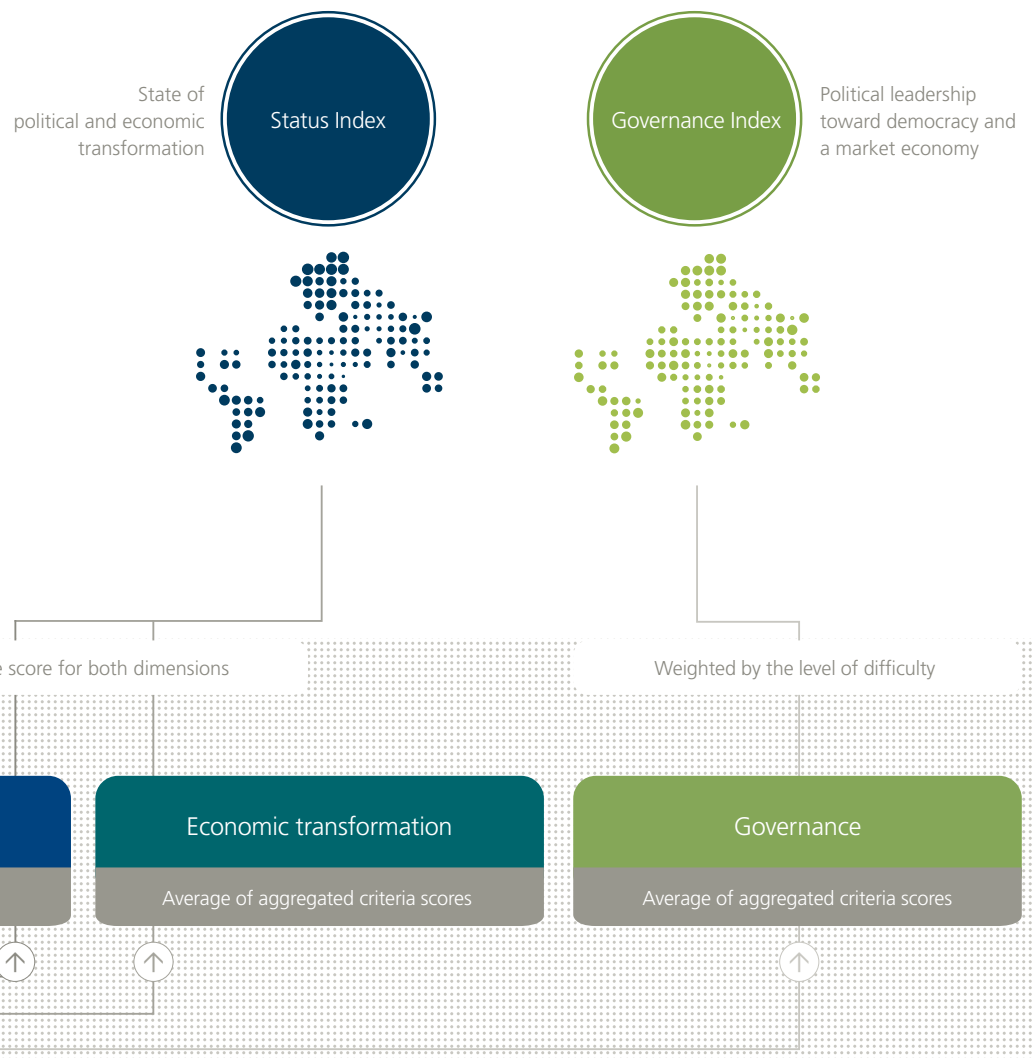 State of
political and economic
transformation
Status Index
Governance Index
Political leadership
toward democracy and
a market economy
score for both dimensions
Weighted by the level of difficulty
Economic transformation
Governance
Average of aggregated criteria scores
Average of aggregated criteria scores